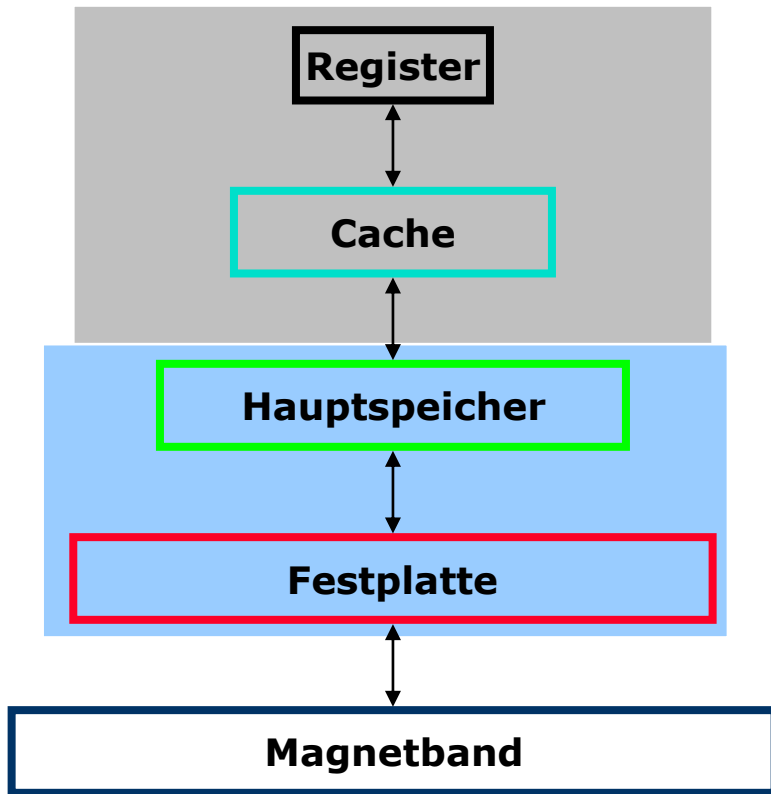 Register
Cache
Hauptspeicher
Festplatte
Magnetband